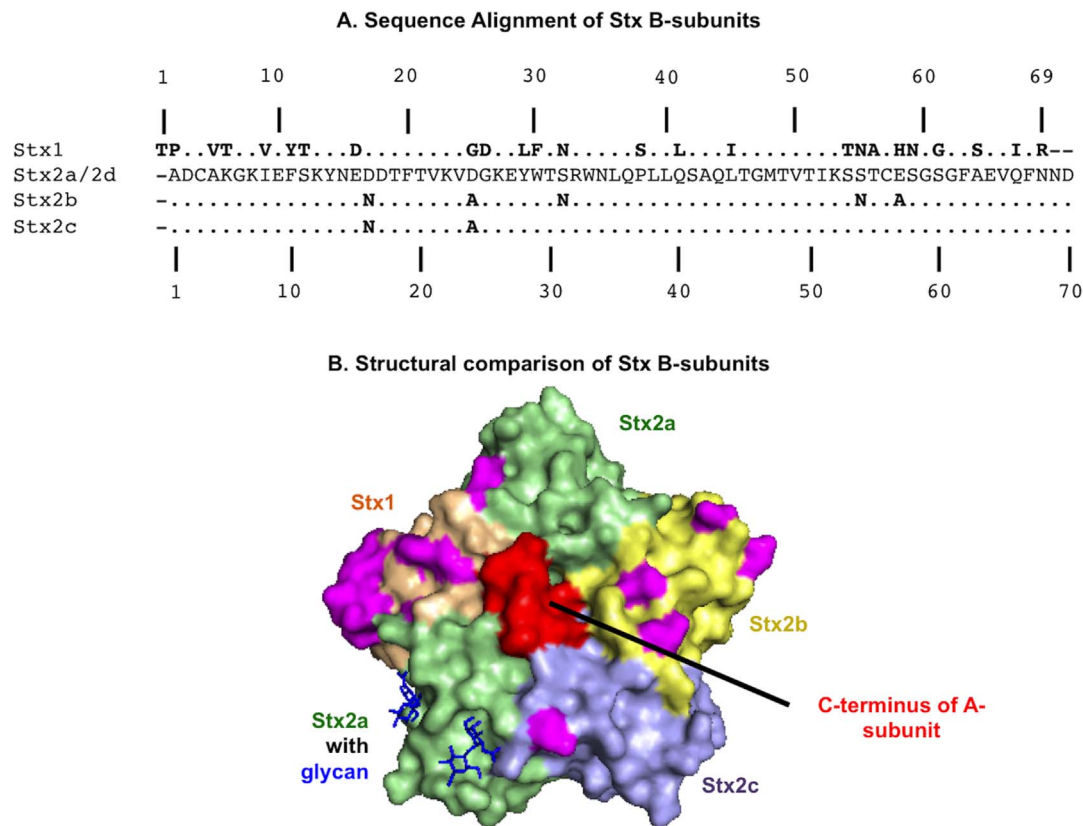 A. Sequence Alignment of Stx B-subunits
1 10 20 30 40 50 60 69
Stx1 TP..VT..V.YT...D........GD..LF.N.....S..L...I........TNA.HN.G..S..I.R--
Stx2a/2d -ADCAKGKIEFSKYNEDDTFTVKVDGKEYWTSRWNLQPLLQSAQLTGMTVTIKSSTCESGSGFAEVQFNND
Stx2b -...............N.......A......N......................N..A.............
Stx2c -...............N.......A..............................................
1 10 20 30 40 50 60 70
B. Structural comparison of Stx B-subunits
Stx2a
Stx1
Stx2b
C-terminus of A-
subunit
Stx2a
with
glycan
Stx2c